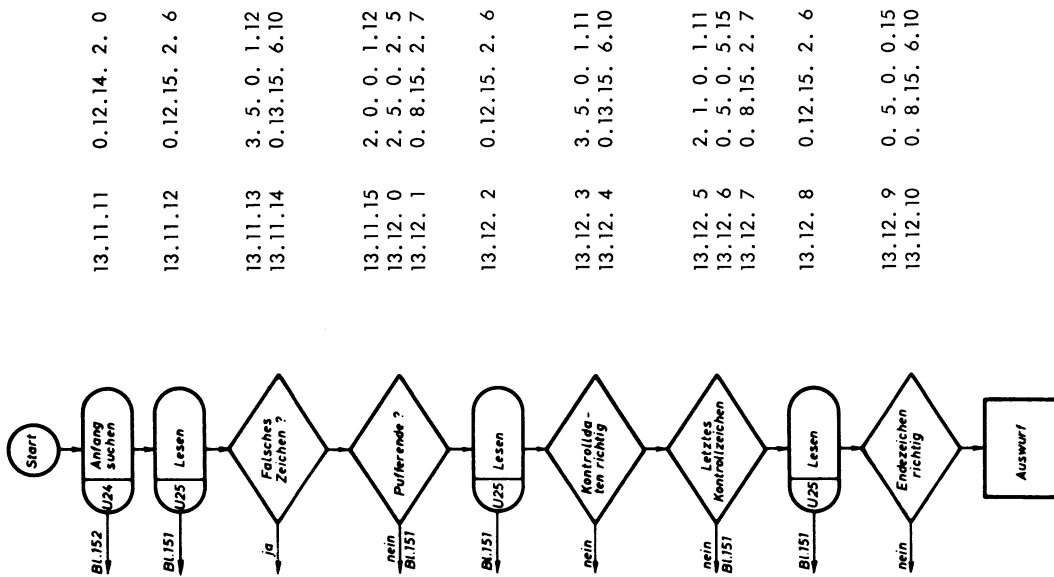 Start
Bl.152
U24
Anfang
suchen
13.11.11 0.12.14. 2. 0
Bl.151
U25
Lesen
13.11.12 0.12.15. 2. 6
ja
Falsches
Zeichen ?
13.11.13 3. 5. 0. 1.12
13.11.14 0.13.15. 6.10
nein
Bl.151
Pufferende ?
13.11.15 2. 0. 0. 1.12
13.12. 0 2. 5. 0. 2. 5
13.12. 1 0. 8.15. 2. 7
Bl.151
U25
Lesen
13.12. 2 0.12.15. 2. 6
nein
Kontrollda-
ten richtig
13.12. 3 3. 5. 0. 1.11
13.12. 4 0.13.15. 6.10
nein
Bl.151
Letztes
Kontrollzeichen
13.12. 5 2. 1. 0. 1.11
13.12. 6 0. 5. 0. 5.15
13.12. 7 0. 8.15. 2. 7
Bl.151
U25
Lesen
13.12. 8 0.12.15. 2. 6
nein
Endezeichen
richtig
13.12. 9 0. 5. 0. 0.15
13.12.10 0. 8.15. 6.10
Auswurf